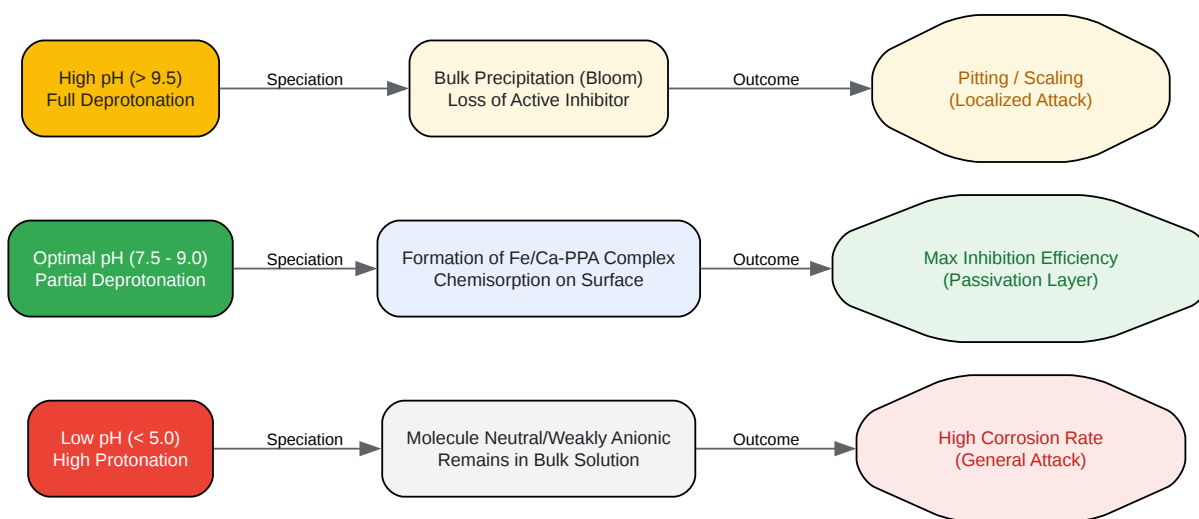 High pH (> 9.5)
Full Deprotonation
Speciation
Bulk Precipitation (Bloom)
Loss of Active Inhibitor
Outcome
Pitting / Scaling
(Localized Attack)
Optimal pH (7.5 - 9.0)
Partial Deprotonation
Speciation
Formation of Fe/Ca-PPA Complex
Chemisorption on Surface
Outcome
Max Inhibition Efficiency
(Passivation Layer)
Low pH (< 5.0)
High Protonation
Speciation
Molecule Neutral/Weakly Anionic
Remains in Bulk Solution
Outcome
High Corrosion Rate
(General Attack)